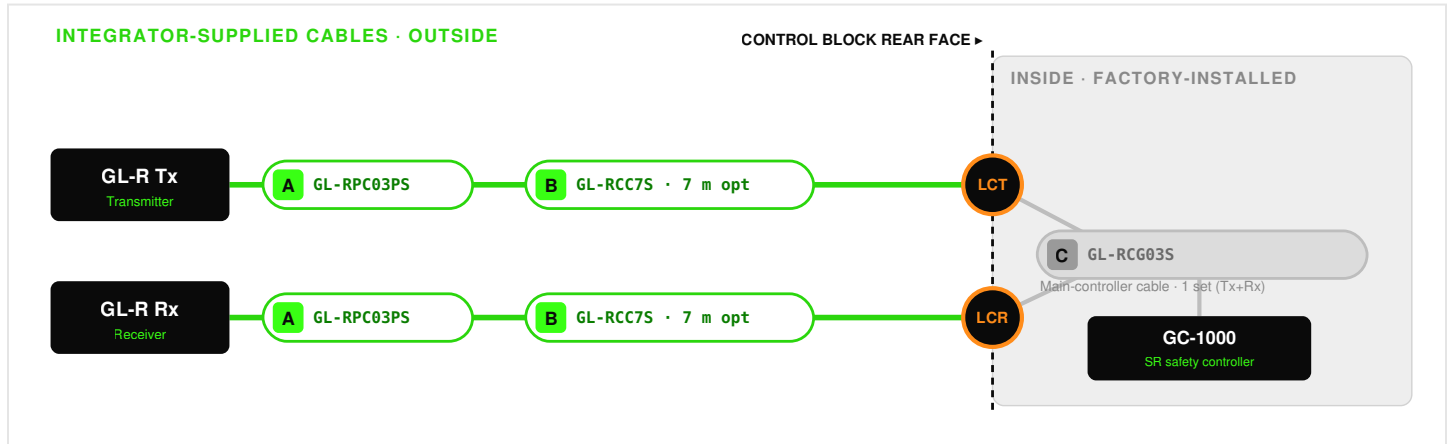 INTEGRATOR-SUPPLIED CABLES · OUTSIDE
CONTROL BLOCK REAR FACE ▸
INSIDE · FACTORY-INSTALLED
GL-R Tx
Transmitter
A GL-RPC03PS
B GL-RCC7S · 7 m opt
LCT
C GL-RCG03S
Main-controller cable · 1 set (Tx+Rx)
GL-R Rx
Receiver
A GL-RPC03PS
B GL-RCC7S · 7 m opt
LCR
GC-1000
SR safety controller